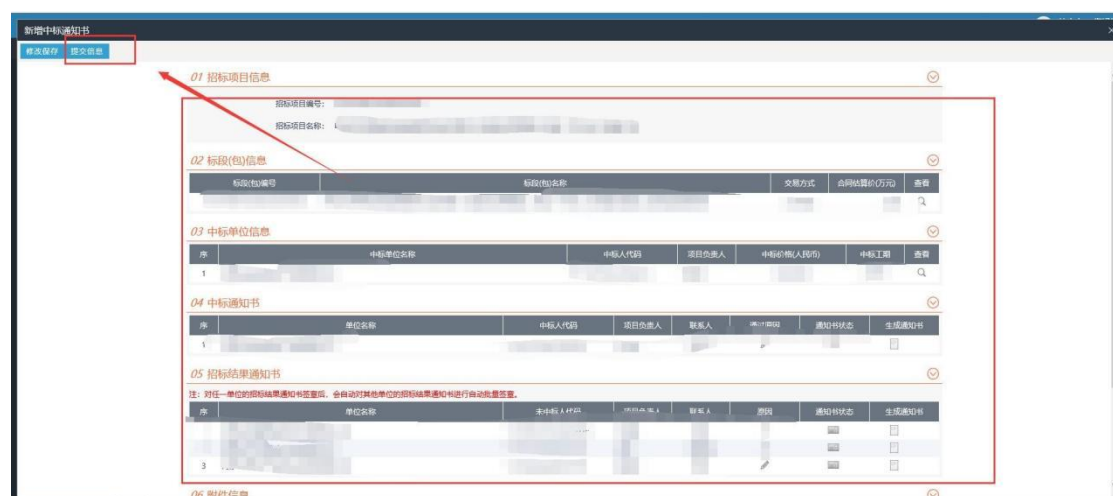 新增中标通知书
修改保存 提交信息
01 招标项目信息
招标项目编号:
招标项目名称:
02 标段(包)信息
标段(包)编号 标段(包)名称 交易方式 合同结算价(万元) 查看
03 中标单位信息
序 中标单位名称 中标人代码 项目负责人 中标价格(人民币) 中标工期 查看
1
04 中标通知书
序 单位名称 中标人代码 项目负责人 联系人 通过原因 通知书状态 生成通知书
1
05 招标结果通知书
注：对任一单位的招标结果通知书签章后，会自动对其他单位的招标结果通知书进行自动批量签章。
序 单位名称 未中标人代码 项目负责人 联系人 原因 通知书状态 生成通知书
3
06 附件信息